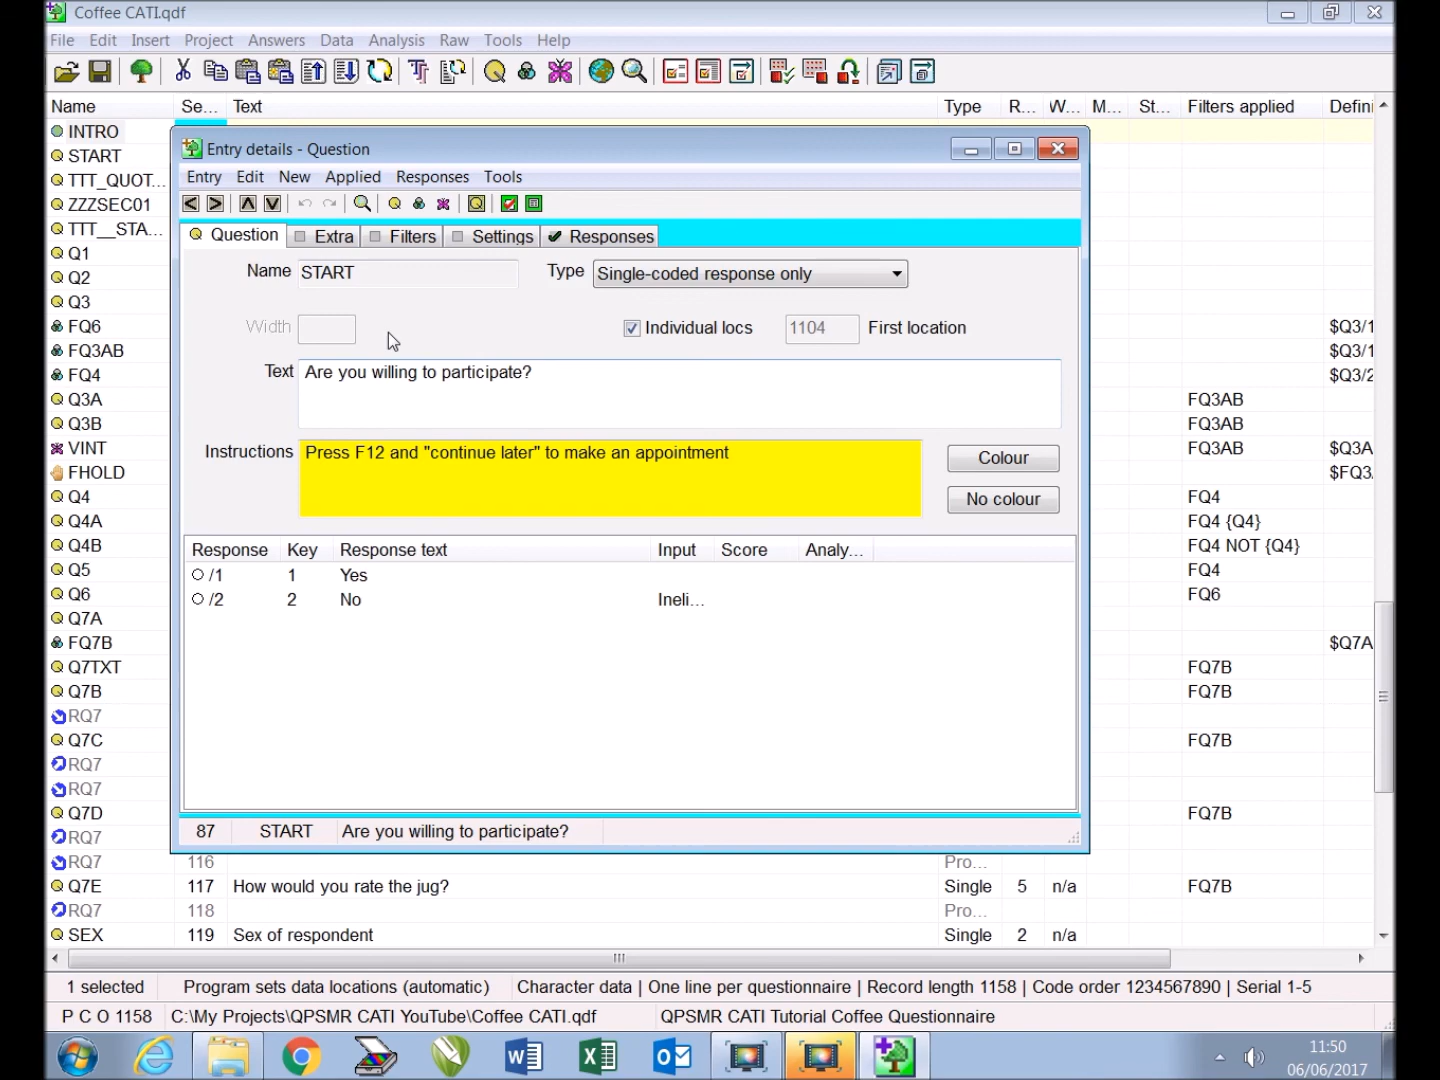 Coffee CATI.qdf
File Edit Insert Project Answers Data Analysis Raw Tools Help
Name Se... Text Type R... W... M... St... Filters applied Defini
INTRO
START
TTT_QUOT...
ZZZSEC01
TTT__STA...
Q1
Q2
Q3
FQ6 $Q3/1
FQ3AB $Q3/1
FQ4 $Q3/2
Q3A FQ3AB
Q3B FQ3AB
VINT FQ3AB $Q3A
FHOLD $FQ3
Q4 FQ4
Q4A FQ4 {Q4}
Q4B FQ4 NOT {Q4}
Q5 FQ4
Q6 FQ6
Q7A
FQ7B $Q7A
Q7TXT FQ7B
Q7B FQ7B
RQ7
Q7C FQ7B
RQ7
RQ7
Q7D FQ7B
RQ7
RQ7 116 Pro...
Q7E 117 How would you rate the jug? Single 5 n/a FQ7B
RQ7 118 Pro...
SEX 119 Sex of respondent Single 2 n/a
Entry details - Question
Entry Edit New Applied Responses Tools
Question Extra Filters Settings Responses
Name START Type Single-coded response only
Width Individual locs 1104 First location
Text Are you willing to participate?
Instructions Press F12 and "continue later" to make an appointment
Colour
No colour
Response Key Response text Input Score Analy...
/1 1 Yes
/2 2 No Ineli...
87 START Are you willing to participate?
1 selected Program sets data locations (automatic) Character data | One line per questionnaire | Record length 1158 | Code order 1234567890 | Serial 1-5
P C O 1158 C:\My Projects\QPSMR CATI YouTube\Coffee CATI.qdf QPSMR CATI Tutorial Coffee Questionnaire
11:50
06/06/2017